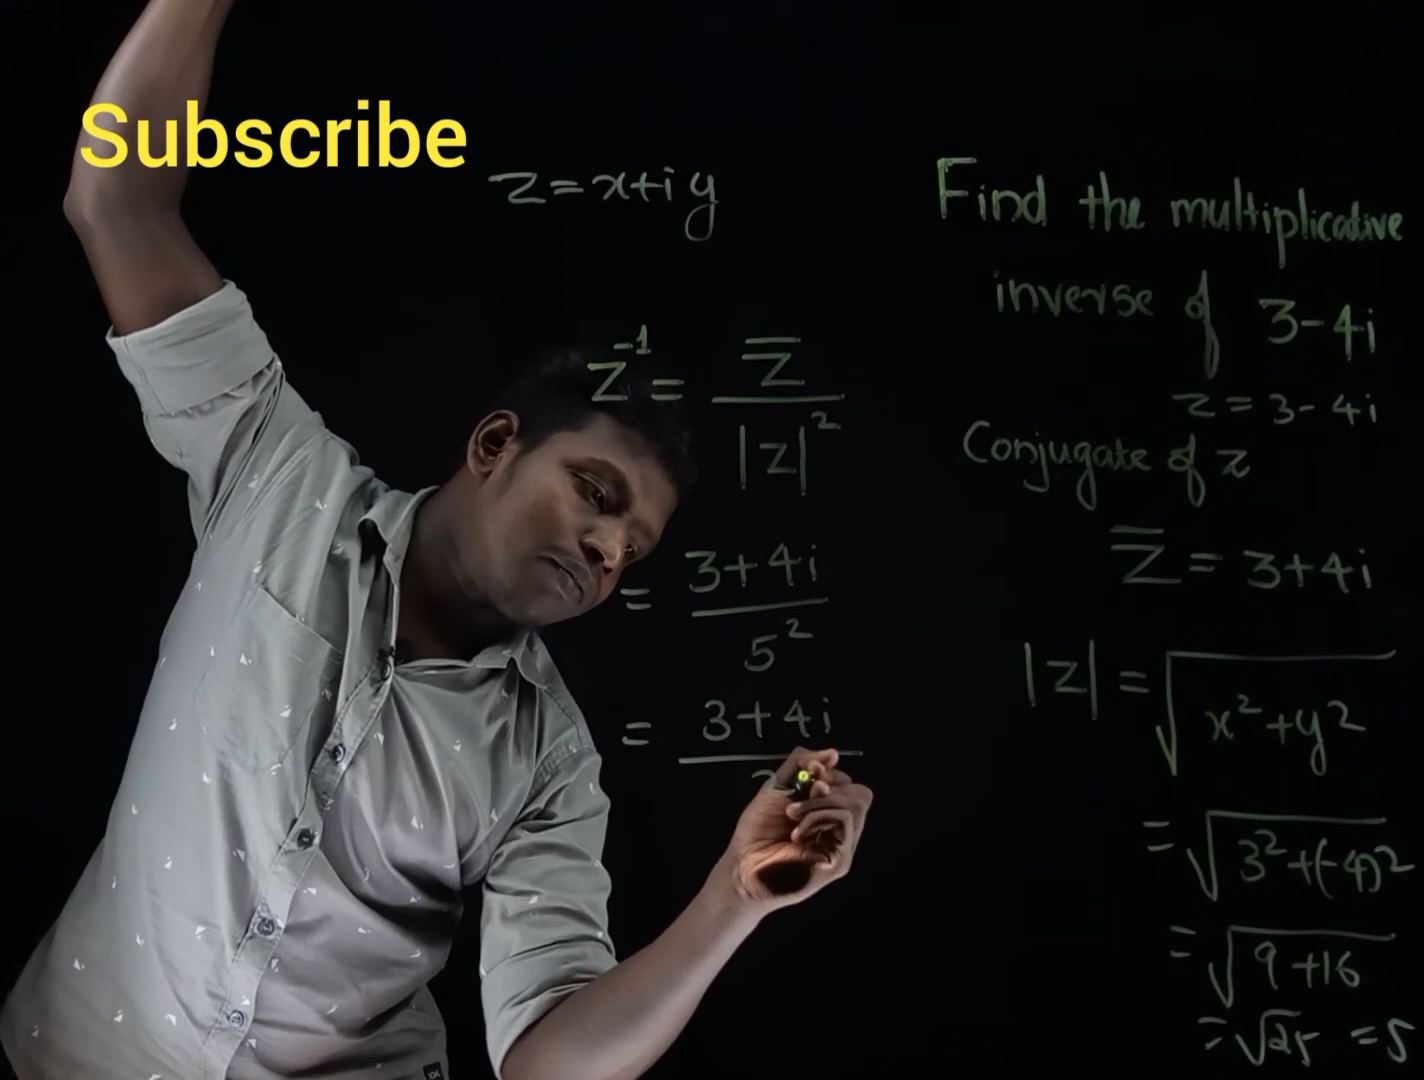 Subscribe
z = x+iy
z⁻¹ = z̄ / |z|²
= 3+4i / 5²
= 3+4i
Find the multiplicative
inverse of 3-4i
z = 3-4i
Conjugate of z
z̄ = 3+4i
|z| = √x²+y²
= √3²+(-4)²
= √9+16
= √25 = 5